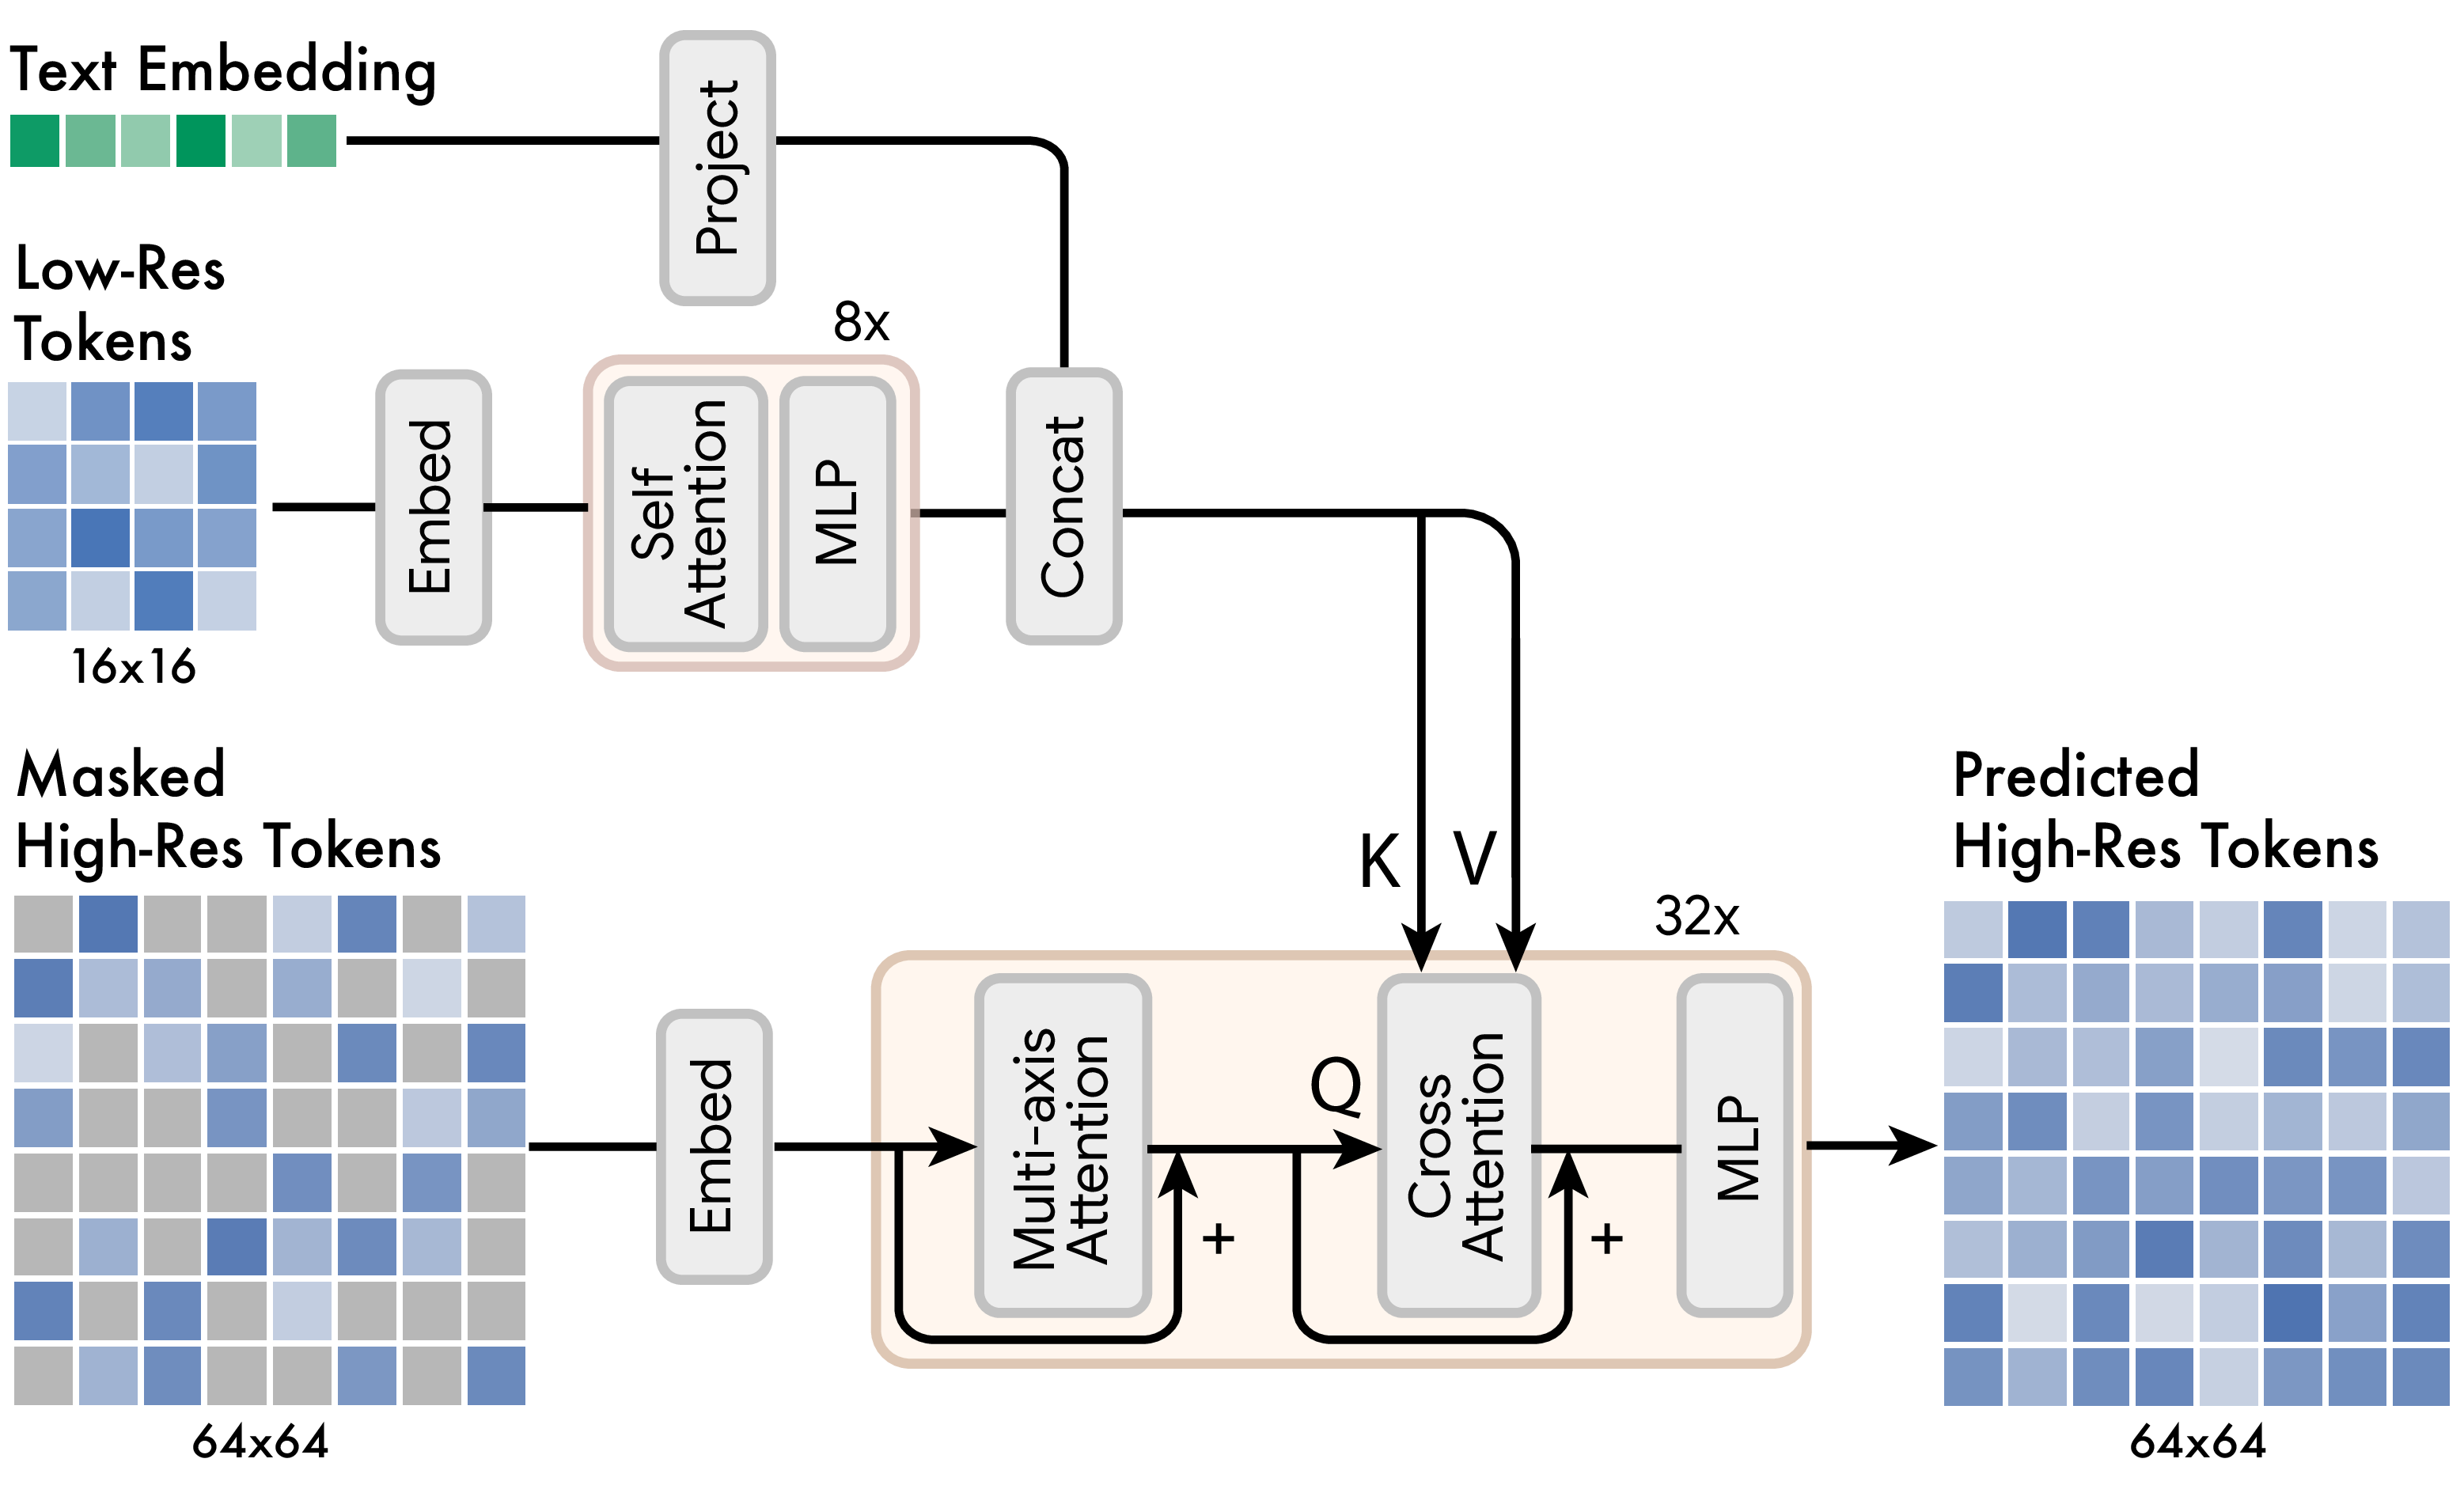 Text Embedding
Project
Low-Res
Tokens
8x
Embed
Self
Attention
MLP
Concat
16x16
Masked
High-Res Tokens
K
V
32x
Predicted
High-Res Tokens
Embed
Multi-axis
Attention
+
Q
Cross
Attention
+
MLP
64x64
64x64